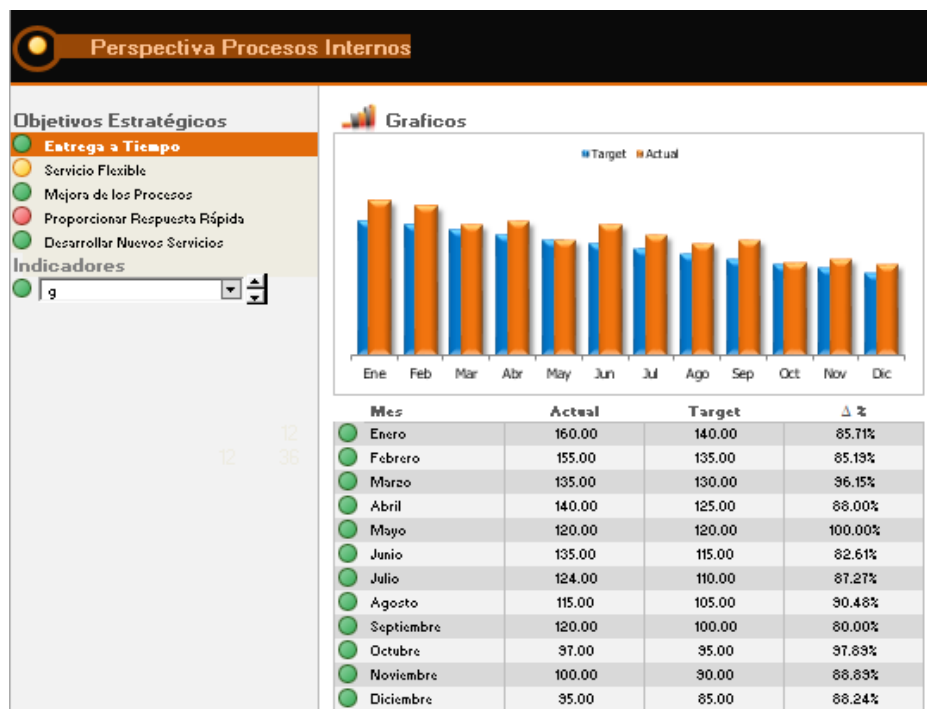 Perspectiva Procesos Internos
Objetivos Estratégicos
Entrega a Tiempo
Servicio Flexible
Mejora de los Procesos
Proporcionar Respuesta Rápida
Desarrollar Nuevos Servicios
Indicadores
g
12
12 36
Graficos
Target Actual
Ene Feb Mar Abr May Jun Jul Ago Sep Oct Nov Dic
Mes Actual Target Δ %
Enero 160.00 140.00 85.71%
Febrero 155.00 135.00 85.19%
Marzo 135.00 130.00 96.15%
Abril 140.00 125.00 88.00%
Mayo 120.00 120.00 100.00%
Junio 135.00 115.00 82.61%
Julio 124.00 110.00 87.27%
Agosto 115.00 105.00 90.48%
Septiembre 120.00 100.00 80.00%
Octubre 97.00 95.00 97.89%
Noviembre 100.00 90.00 88.89%
Diciembre 95.00 85.00 88.24%